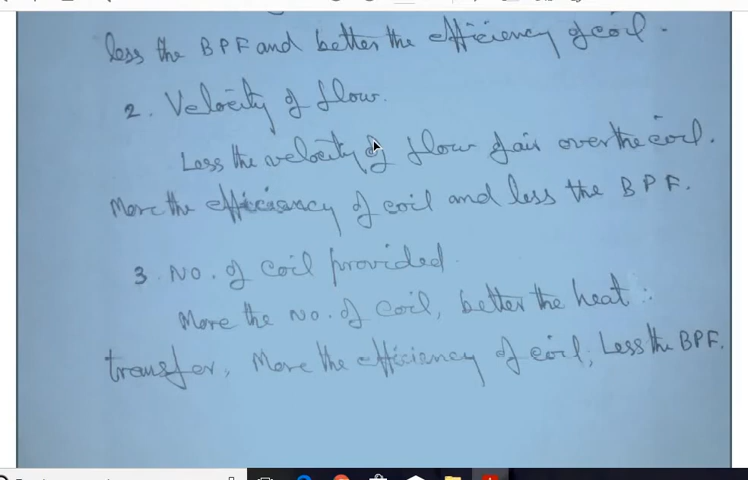 less the BPF and better the efficiency of coil.
2. Velocity of flow.
Less the velocity of flow of air over the coil.
More the efficiency of coil and less the BPF.
3 No. of coil provided.
More the No. of coil, better the heat
transfer, More the efficiency of coil, Less the BPF.